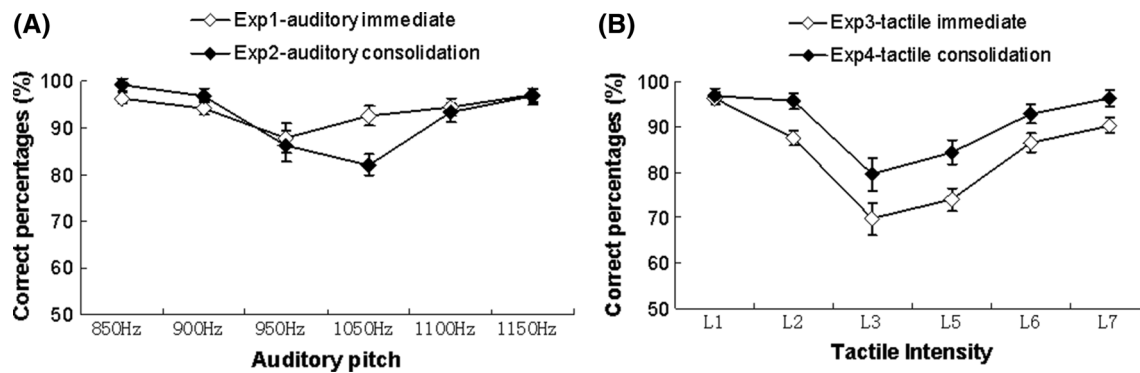 (A)
Exp1-auditory immediate
Exp2-auditory consolidation
Correct percentages (%)
100
90
80
70
60
50
850Hz 900Hz 950Hz 1050Hz 1100Hz 1150Hz
Auditory pitch
(B)
Exp3-tactile immediate
Exp4-tactile consolidation
Correct percentages (%)
100
90
80
70
60
50
L1 L2 L3 L5 L6 L7
Tactile Intensity